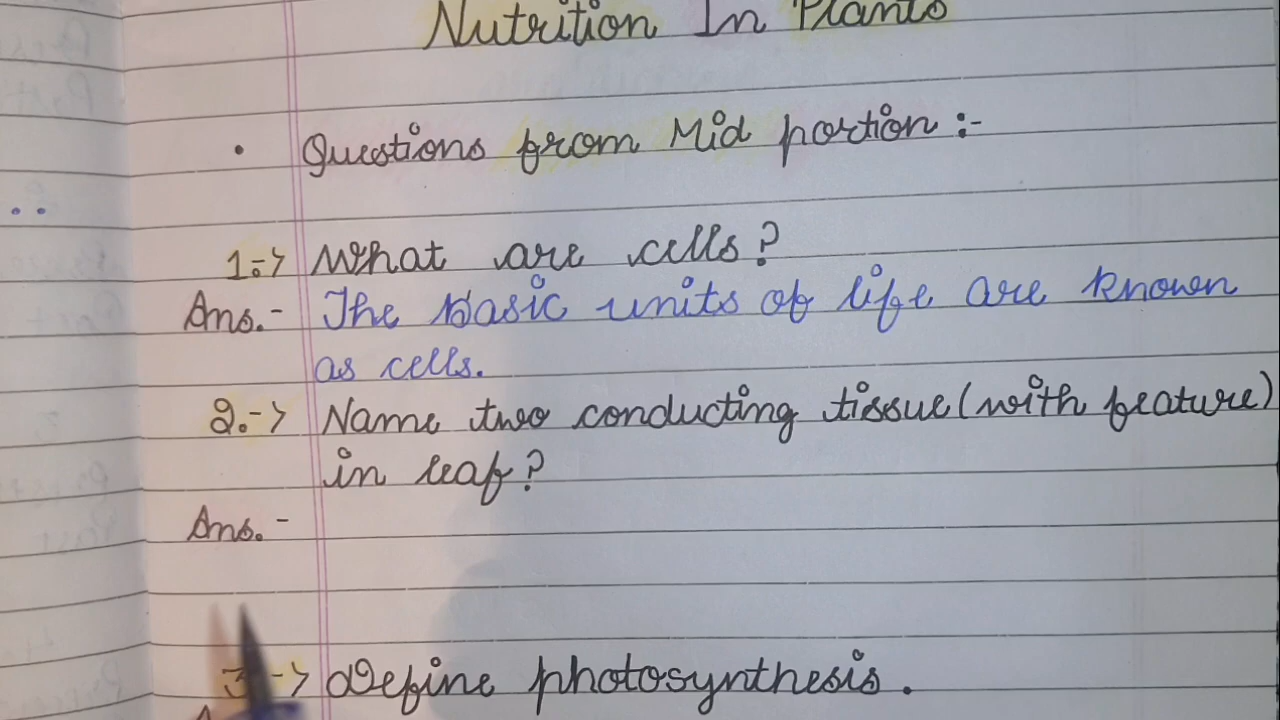 Nutrition In Plants
• Questions from Mid portion :-
1.-> What are cells?
Ans.- The basic units of life are known
as cells.
2.-> Name two conducting tissue (with feature)
in leaf?
Ans.-
3.-> Define photosynthesis.